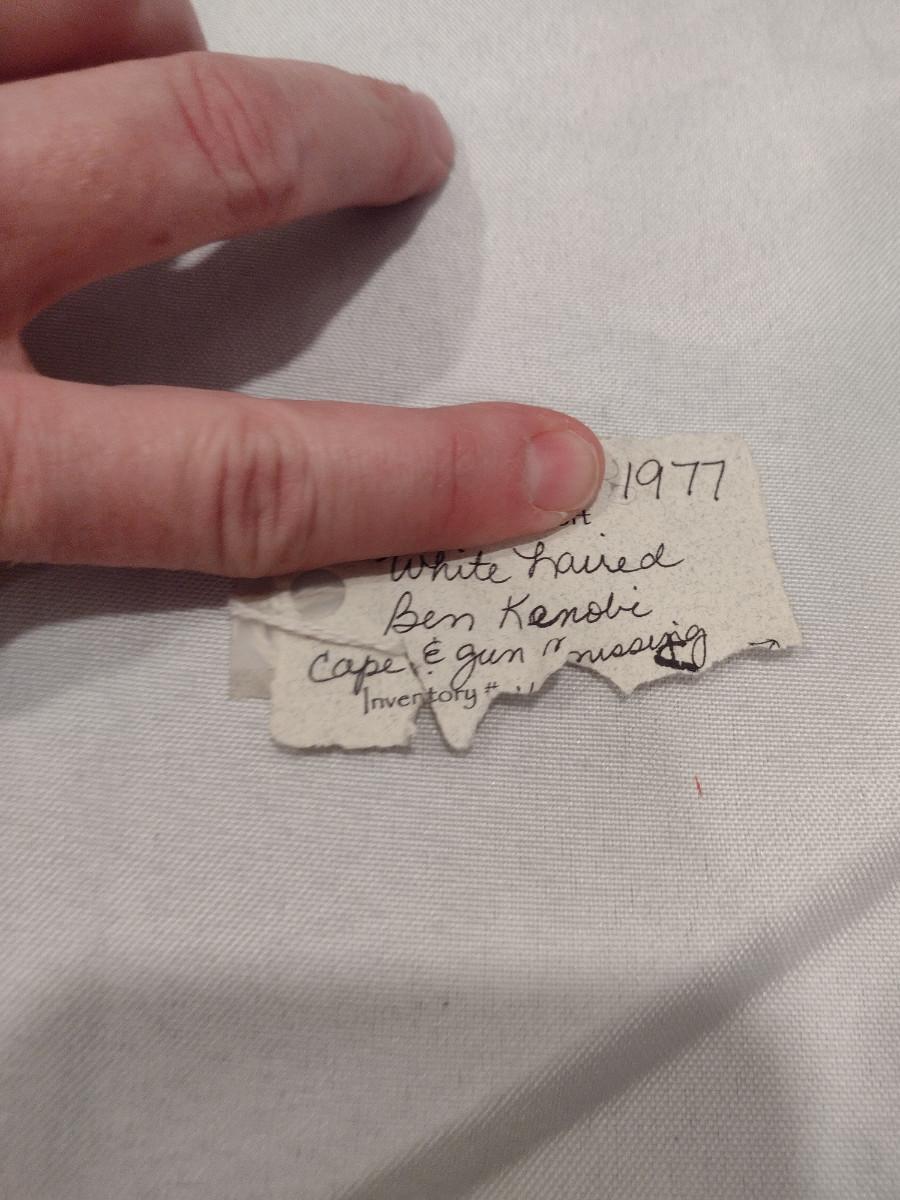 1977
White haired
Ben Kenobi
Cape & gun missing
Inventory #